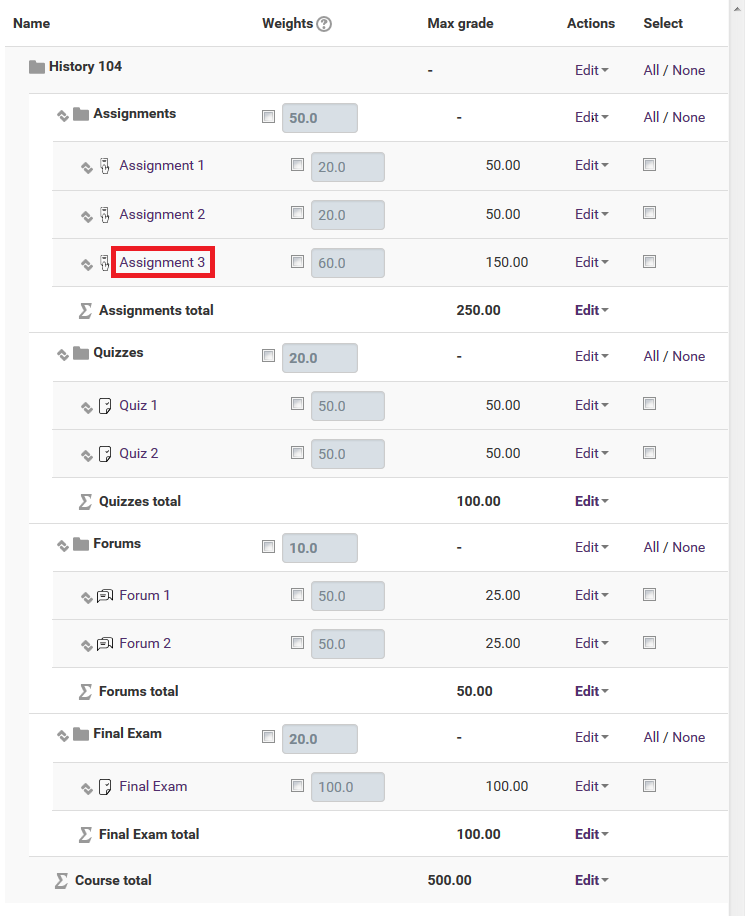 Name Weights ? Max grade Actions Select
History 104 - Edit All / None
Assignments 50.0 - Edit All / None
Assignment 1 20.0 50.00 Edit
Assignment 2 20.0 50.00 Edit
Assignment 3 60.0 150.00 Edit
Σ Assignments total 250.00 Edit
Quizzes 20.0 - Edit All / None
Quiz 1 50.0 50.00 Edit
Quiz 2 50.0 50.00 Edit
Σ Quizzes total 100.00 Edit
Forums 10.0 - Edit All / None
Forum 1 50.0 25.00 Edit
Forum 2 50.0 25.00 Edit
Σ Forums total 50.00 Edit
Final Exam 20.0 - Edit All / None
Final Exam 100.0 100.00 Edit
Σ Final Exam total 100.00 Edit
Σ Course total 500.00 Edit